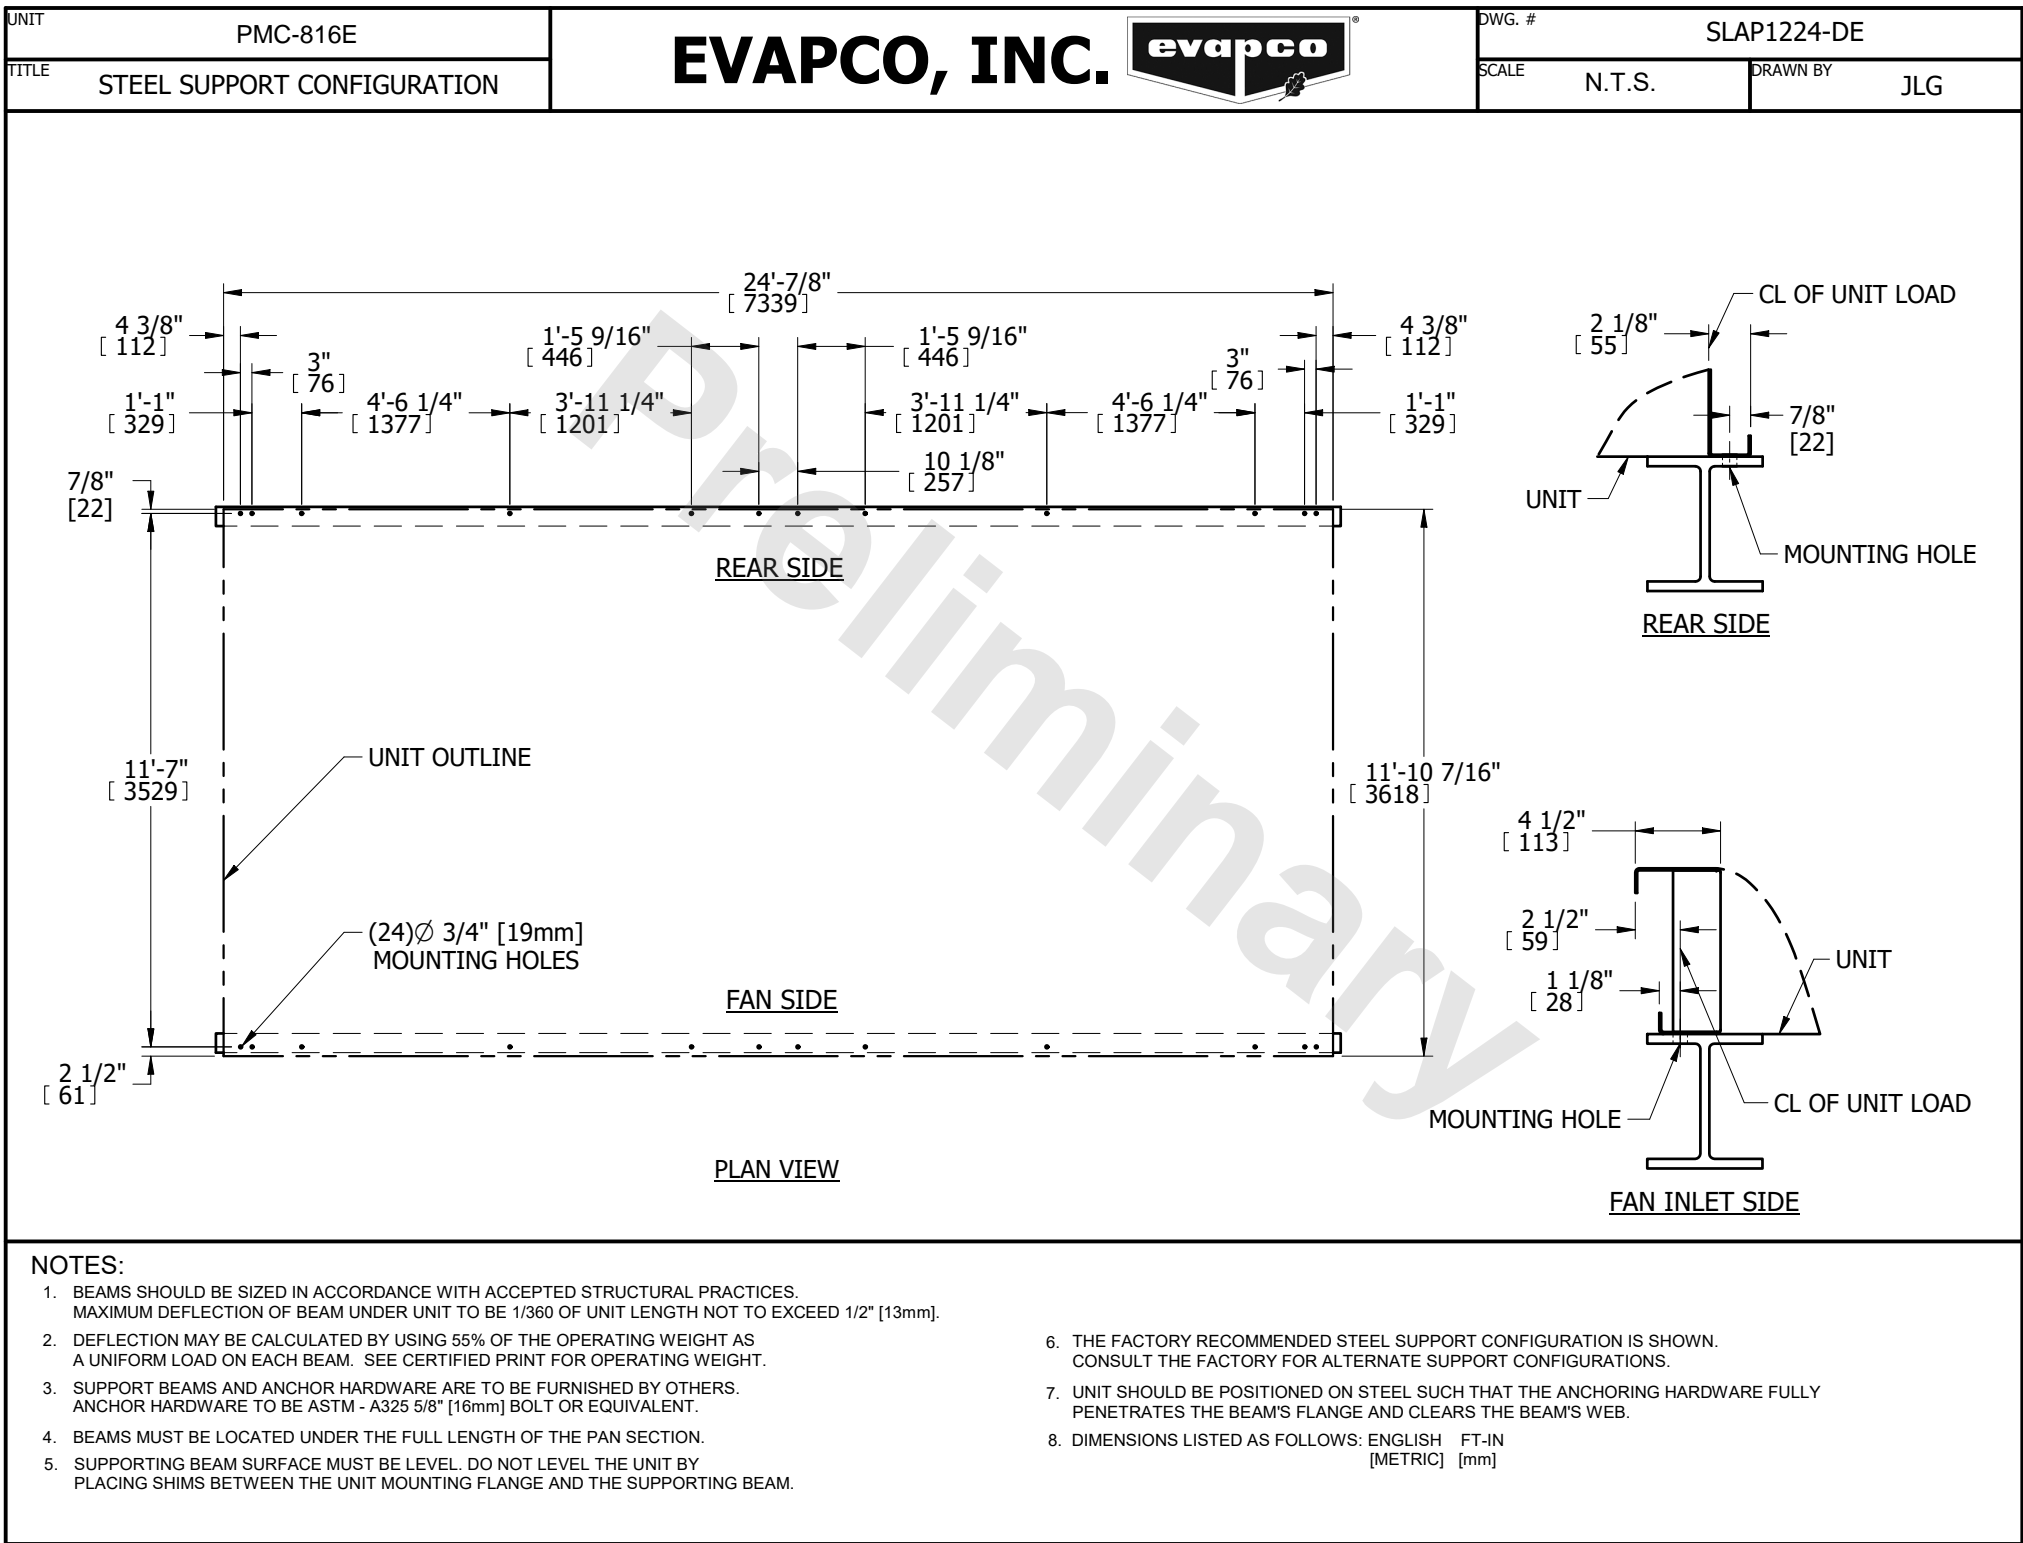 UNIT
PMC-816E
TITLE
STEEL SUPPORT CONFIGURATION
EVAPCO, INC.
evapco
®
DWG. #
SLAP1224-DE
SCALE
N.T.S.
DRAWN BY
JLG
24'-7/8"
[ 7339]
4 3/8"
[ 112]
3"
[ 76]
1'-5 9/16"
[ 446]
1'-5 9/16"
[ 446]
3"
[ 76]
4 3/8"
[ 112]
1'-1"
[ 329]
4'-6 1/4"
[ 1377]
3'-11 1/4"
[ 1201]
3'-11 1/4"
[ 1201]
4'-6 1/4"
[ 1377]
1'-1"
[ 329]
10 1/8"
[ 257]
7/8"
[22]
REAR SIDE
UNIT OUTLINE
11'-7"
[ 3529]
11'-10 7/16"
[ 3618]
(24)Ø 3/4" [19mm]
MOUNTING HOLES
FAN SIDE
2 1/2"
[ 61]
PLAN VIEW
Preliminary
CL OF UNIT LOAD
2 1/8"
[ 55]
7/8"
[22]
UNIT
MOUNTING HOLE
REAR SIDE
4 1/2"
[ 113]
2 1/2"
[ 59]
1 1/8"
[ 28]
UNIT
CL OF UNIT LOAD
MOUNTING HOLE
FAN INLET SIDE
NOTES:
1. BEAMS SHOULD BE SIZED IN ACCORDANCE WITH ACCEPTED STRUCTURAL PRACTICES.
MAXIMUM DEFLECTION OF BEAM UNDER UNIT TO BE 1/360 OF UNIT LENGTH NOT TO EXCEED 1/2" [13mm].
2. DEFLECTION MAY BE CALCULATED BY USING 55% OF THE OPERATING WEIGHT AS
A UNIFORM LOAD ON EACH BEAM. SEE CERTIFIED PRINT FOR OPERATING WEIGHT.
3. SUPPORT BEAMS AND ANCHOR HARDWARE ARE TO BE FURNISHED BY OTHERS.
ANCHOR HARDWARE TO BE ASTM - A325 5/8" [16mm] BOLT OR EQUIVALENT.
4. BEAMS MUST BE LOCATED UNDER THE FULL LENGTH OF THE PAN SECTION.
5. SUPPORTING BEAM SURFACE MUST BE LEVEL. DO NOT LEVEL THE UNIT BY
PLACING SHIMS BETWEEN THE UNIT MOUNTING FLANGE AND THE SUPPORTING BEAM.
6. THE FACTORY RECOMMENDED STEEL SUPPORT CONFIGURATION IS SHOWN.
CONSULT THE FACTORY FOR ALTERNATE SUPPORT CONFIGURATIONS.
7. UNIT SHOULD BE POSITIONED ON STEEL SUCH THAT THE ANCHORING HARDWARE FULLY
PENETRATES THE BEAM'S FLANGE AND CLEARS THE BEAM'S WEB.
8. DIMENSIONS LISTED AS FOLLOWS: ENGLISH FT-IN
[METRIC] [mm]